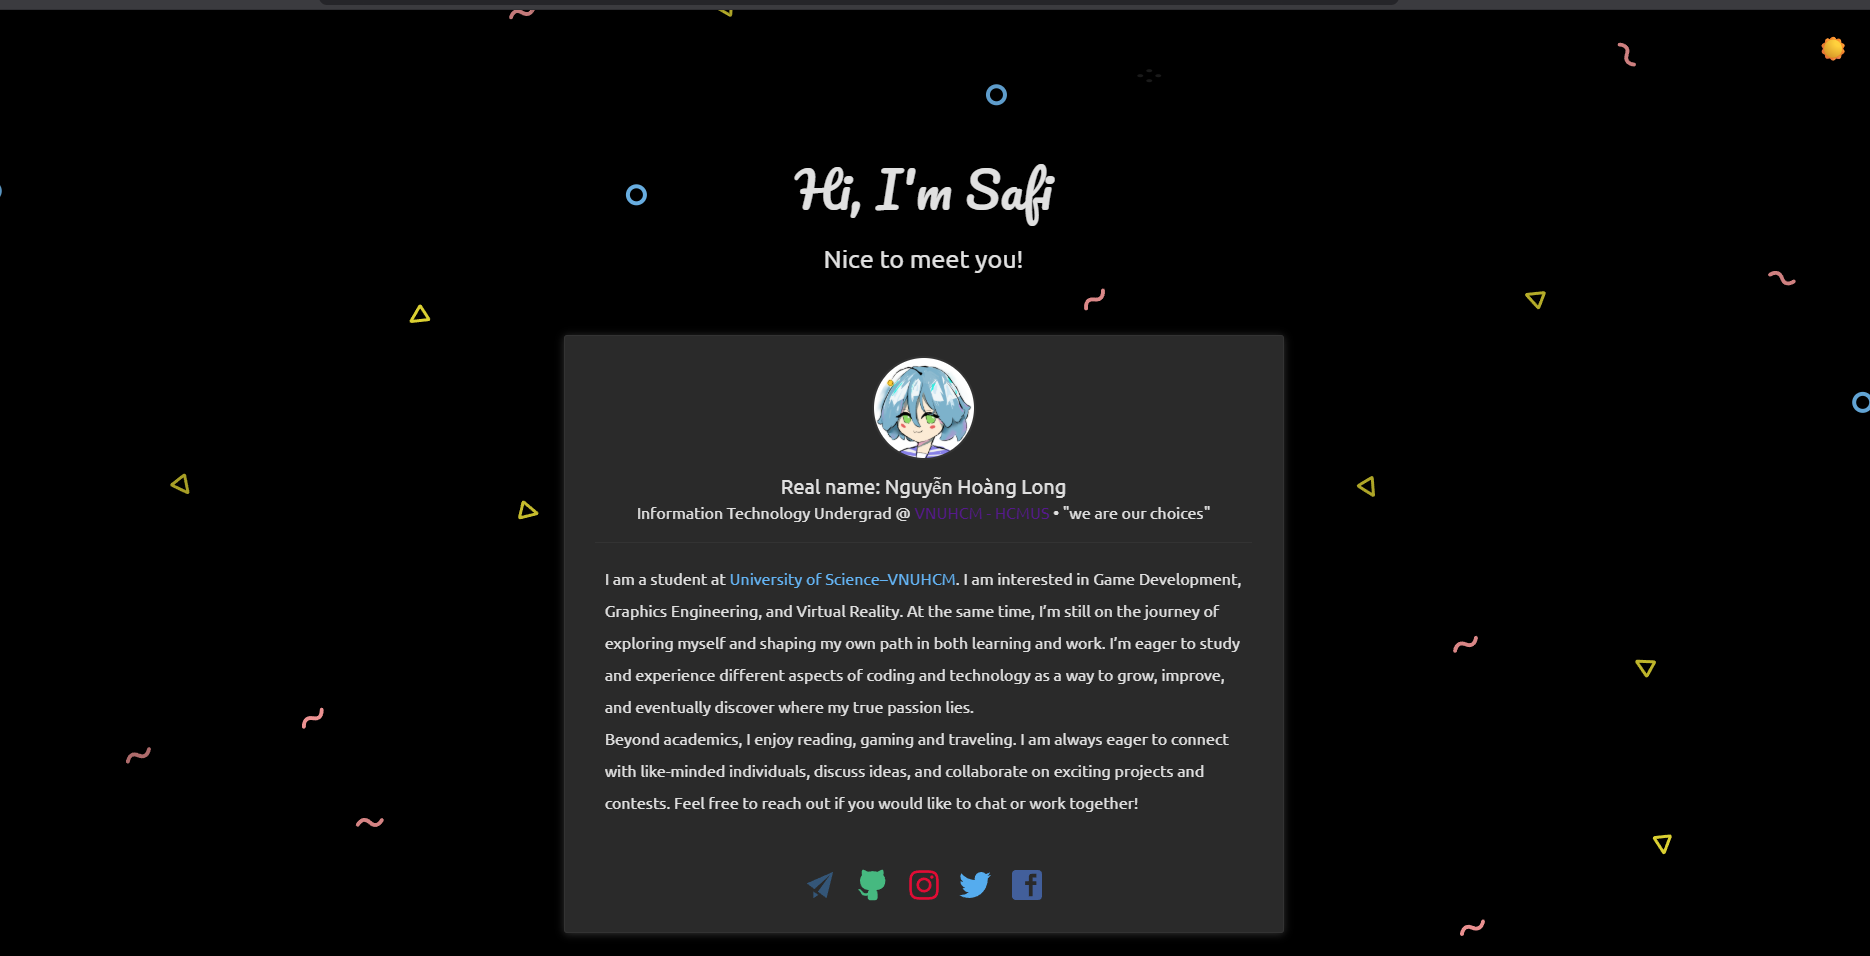 Hi, I'm Safi
Nice to meet you!
Real name: Nguyễn Hoàng Long
Information Technology Undergrad @ VNUHCM - HCMUS • "we are our choices"
I am a student at University of Science–VNUHCM. I am interested in Game Development,
Graphics Engineering, and Virtual Reality. At the same time, I’m still on the journey of
exploring myself and shaping my own path in both learning and work. I’m eager to study
and experience different aspects of coding and technology as a way to grow, improve,
and eventually discover where my true passion lies.
Beyond academics, I enjoy reading, gaming and traveling. I am always eager to connect
with like-minded individuals, discuss ideas, and collaborate on exciting projects and
contests. Feel free to reach out if you would like to chat or work together!